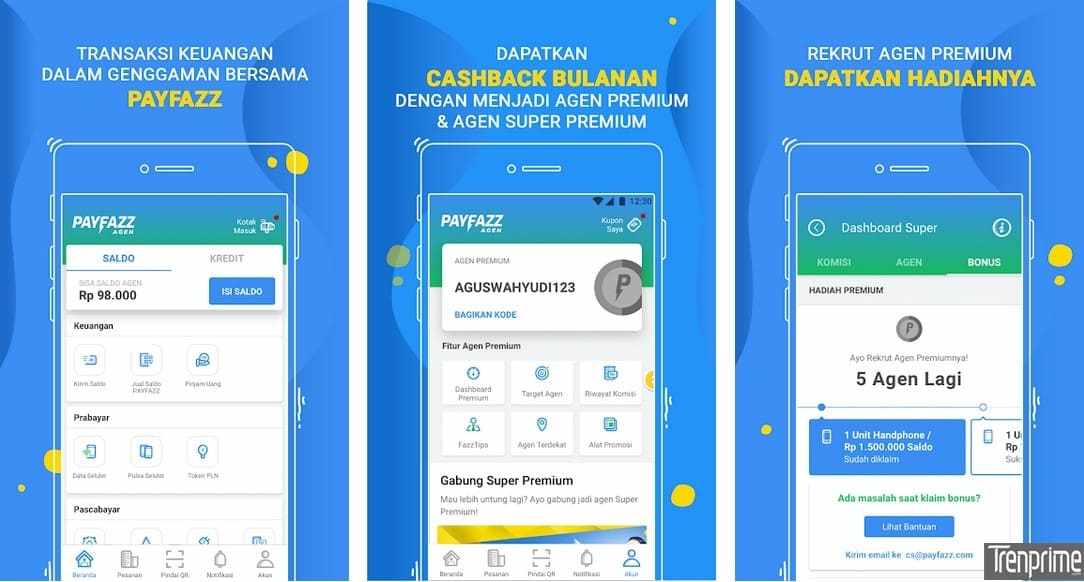 TRANSAKSI KEUANGAN
DALAM GENGGAMAN BERSAMA
PAYFAZZ
PAYFAZZ
AGEN
Kotak
Masuk
SALDO
KREDIT
SISA SALDO AGEN
Rp 98.000
ISI SALDO
Keuangan
Kirim Saldo
Jual Saldo
PAYFAZZ
Pinjam Uang
Prabayar
Data Seluler
Pulsa Seluler
Token PLN
Pascabayar
Beranda
Pesanan
Pindai QR
Notifikasi
Akun
DAPATKAN
CASHBACK BULANAN
DENGAN MENJADI AGEN PREMIUM
& AGEN SUPER PREMIUM
12:30
PAYFAZZ
AGEN
Kupon
Saya
AGEN PREMIUM
AGUSWAHYUDI123
BAGIKAN KODE
Fitur Agen Premium
Dashboard
Premium
Target Agen
Riwayat Komisi
FazzTips
Agen Terdekat
Alat Promosi
Gabung Super Premium
Mau lebih untung lagi? Ayo gabung jadi agen Super
Premium!
Beranda
Pesanan
Pindai QR
Notifikasi
Akun
REKRUT AGEN PREMIUM
DAPATKAN HADIAHNYA
Dashboard Super
KOMISI
AGEN
BONUS
HADIAH PREMIUM
Ayo Rekrut Agen Premiumnya!
5 Agen Lagi
1 Unit Handphone /
Rp 1.500.000 Saldo
Sudah diklaim
1 U
Rp
Suks
Ada masalah saat klaim bonus?
Lihat Bantuan
Kirim email ke cs@payfazz.com
Trenprime